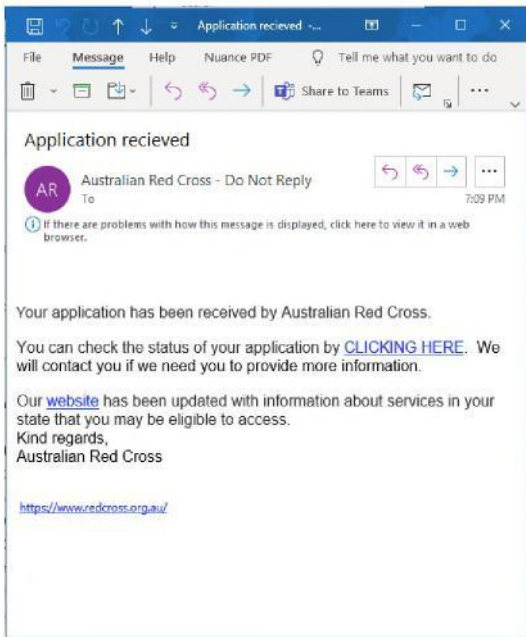 Application recieved -...
File Message Help Nuance PDF Tell me what you want to do
Share to Teams
Application recieved
AR
Australian Red Cross - Do Not Reply
To
7:09 PM
If there are problems with how this message is displayed, click here to view it in a web
browser.
Your application has been received by Australian Red Cross.
You can check the status of your application by CLICKING HERE. We
will contact you if we need you to provide more information.
Our website has been updated with information about services in your
state that you may be eligible to access.
Kind regards,
Australian Red Cross
https://www.redcross.org.au/